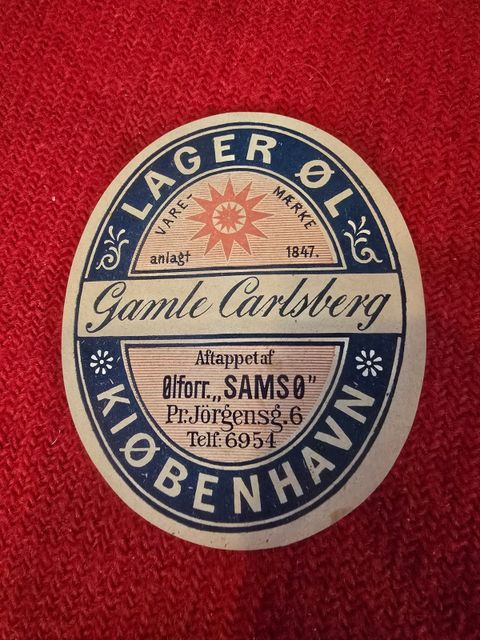 LAGER ØL
VARE-MÆRKE
anlagt 1847.
Gamle Carlsberg
Aftappet af
Ølforr. „SAMSØ”
Pr. Jörgensg. 6
Telf: 6954
KIØBENHAVN